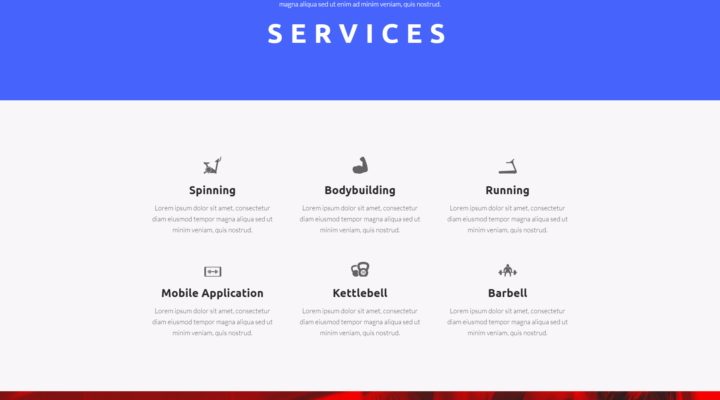 magna aliqua sed ut enim ad minim veniam, quis nostrud.
SERVICES
Spinning
Lorem ipsum dolor sit amet, consectetur
diam eiusmod tempor magna aliqua sed ut
minim veniam, quis nostrud.
Bodybuilding
Lorem ipsum dolor sit amet, consectetur
diam eiusmod tempor magna aliqua sed ut
minim veniam, quis nostrud.
Running
Lorem ipsum dolor sit amet, consectetur
diam eiusmod tempor magna aliqua sed ut
minim veniam, quis nostrud.
Mobile Application
Lorem ipsum dolor sit amet, consectetur
diam eiusmod tempor magna aliqua sed ut
minim veniam, quis nostrud.
Kettlebell
Lorem ipsum dolor sit amet, consectetur
diam eiusmod tempor magna aliqua sed ut
minim veniam, quis nostrud.
Barbell
Lorem ipsum dolor sit amet, consectetur
diam eiusmod tempor magna aliqua sed ut
minim veniam, quis nostrud.